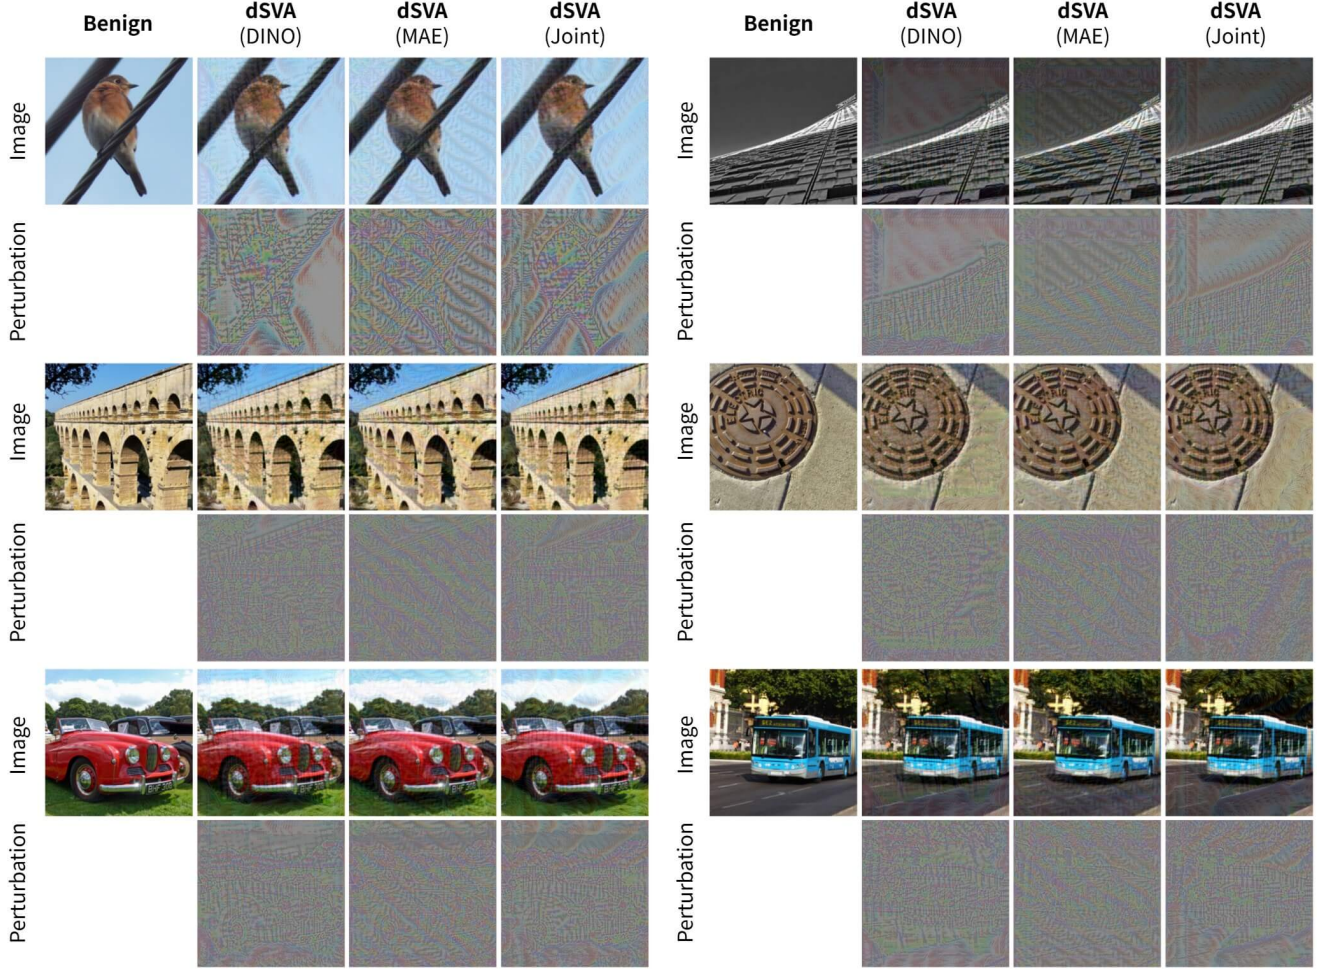 Benign
dSVA
(DINO)
dSVA
(MAE)
dSVA
(Joint)
Benign
dSVA
(DINO)
dSVA
(MAE)
dSVA
(Joint)
Image
Image
Perturbation
Perturbation
Image
Image
Perturbation
Perturbation
Image
Image
Perturbation
Perturbation